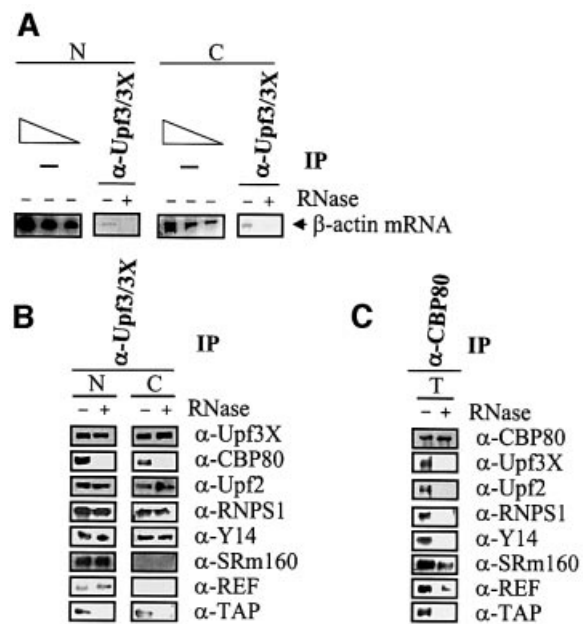 A
N C
α-Upf3/3X α-Upf3/3X
— — IP
- - - - + - - - - + RNase
β-actin mRNA
B
α-Upf3/3X IP
N C
- + - + RNase
α-Upf3X
α-CBP80
α-Upf2
α-RNPS1
α-Y14
α-SRm160
α-REF
α-TAP
C
α-CBP80 IP
T
- + RNase
α-CBP80
α-Upf3X
α-Upf2
α-RNPS1
α-Y14
α-SRm160
α-REF
α-TAP